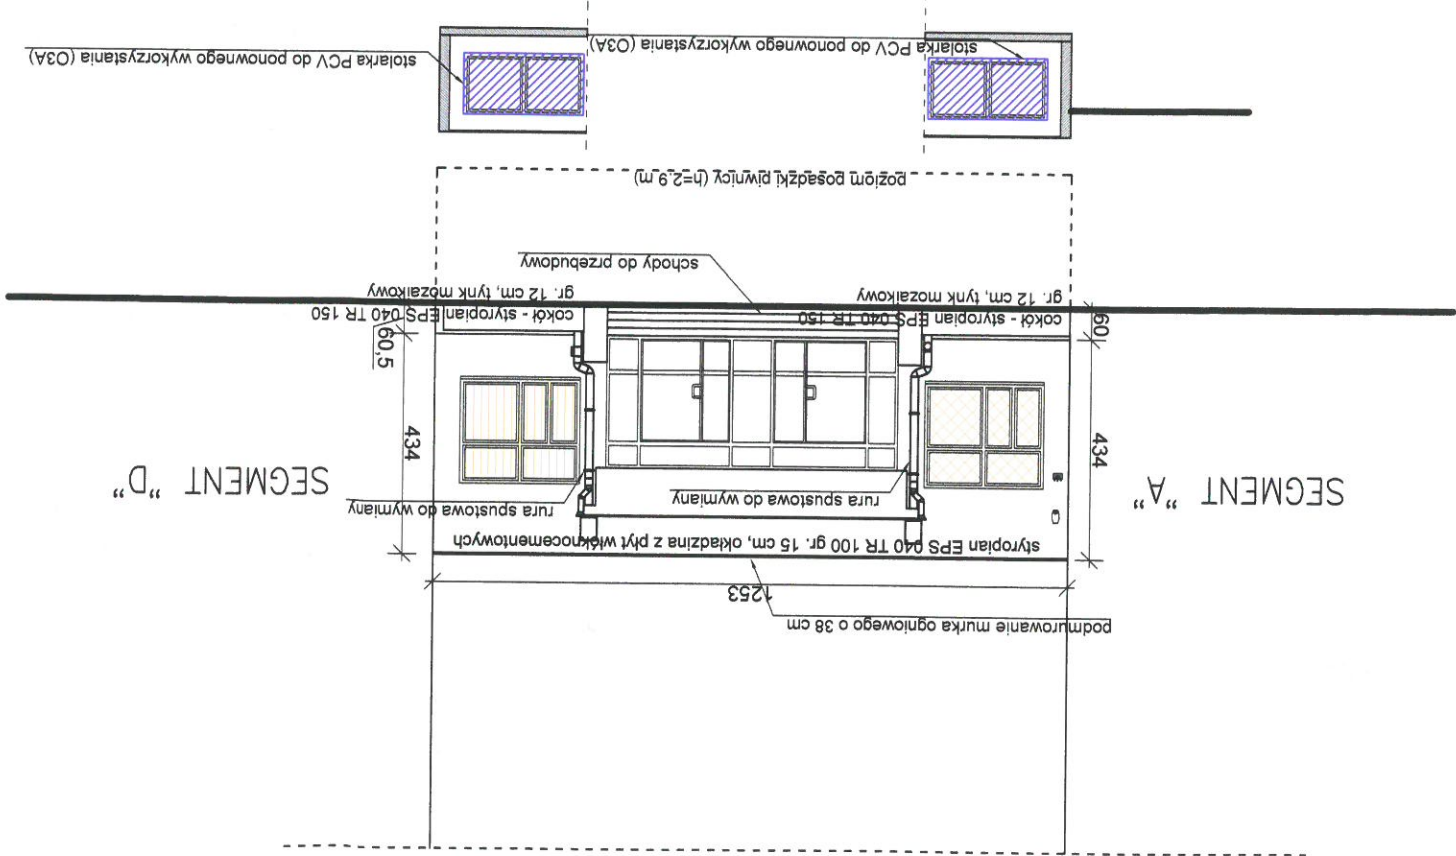 podmurowanie murka ogniowego o 38 cm
1253
styropian EPS 040 TR 100 gr. 15 cm, okładzina z płyt włóknocementowych
rura spustowa do wymiany
rura spustowa do wymiany
SEGMENT "A"
SEGMENT "D"
434
434
60
60,5
cokół - styropian EPS 040 TR 150
gr. 12 cm, tynk mozaikowy
cokół - styropian EPS 040 TR 150
gr. 12 cm, tynk mozaikowy
schody do przebudowy
poziom posadzki piwnicy (h=2.9 m)
stolarka PCV do ponownego wykorzystania (O3A)
stolarka PCV do ponownego wykorzystania (O3A)